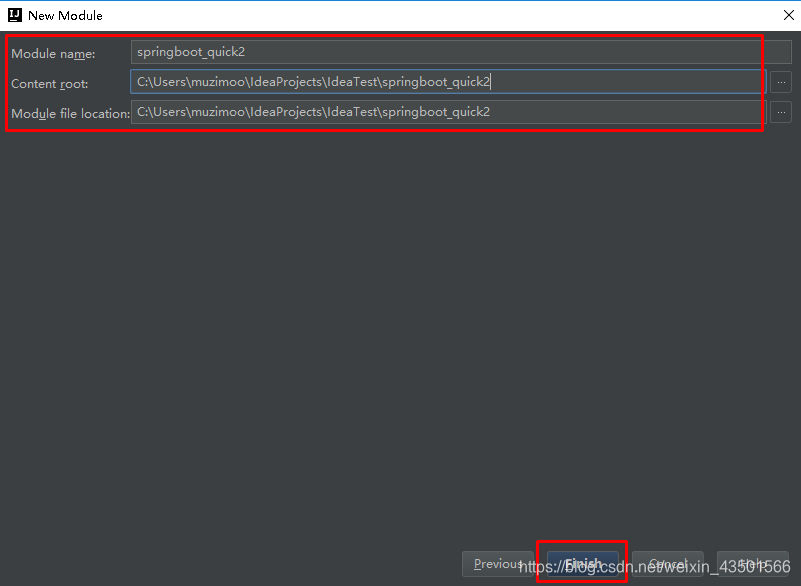 New Module
Module name: springboot_quick2
Content root: C:\Users\muzimoo\IdeaProjects\IdeaTest\springboot_quick2
...
Module file location: C:\Users\muzimoo\IdeaProjects\IdeaTest\springboot_quick2
...
Previous Finish Cancel Help
https://blog.csdn.net/weixin_43501566